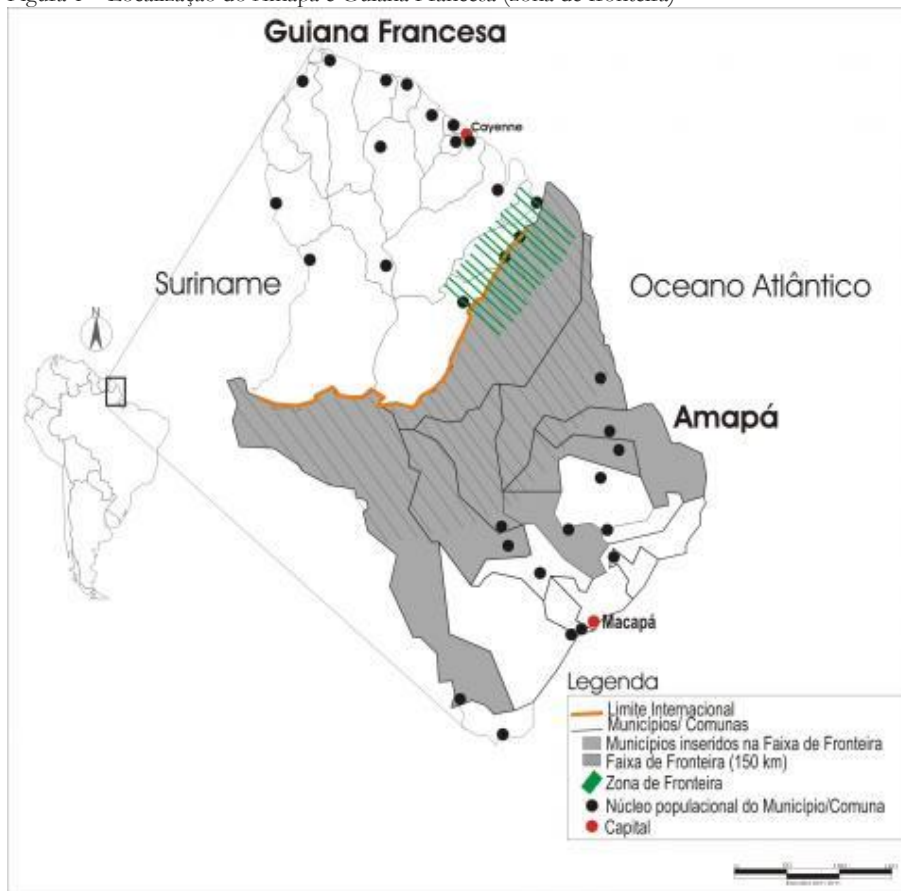 Guiana Francesa
Cayenne
Suriname
Oceano Atlântico
N
Amapá
Macapá
Legenda
Limite Internacional
Municípios/ Comunas
Municípios inseridos na Faixa de Fronteira
Faixa de Fronteira (150 km)
Zona de Fronteira
Núcleo populacional do Município/Comuna
Capital